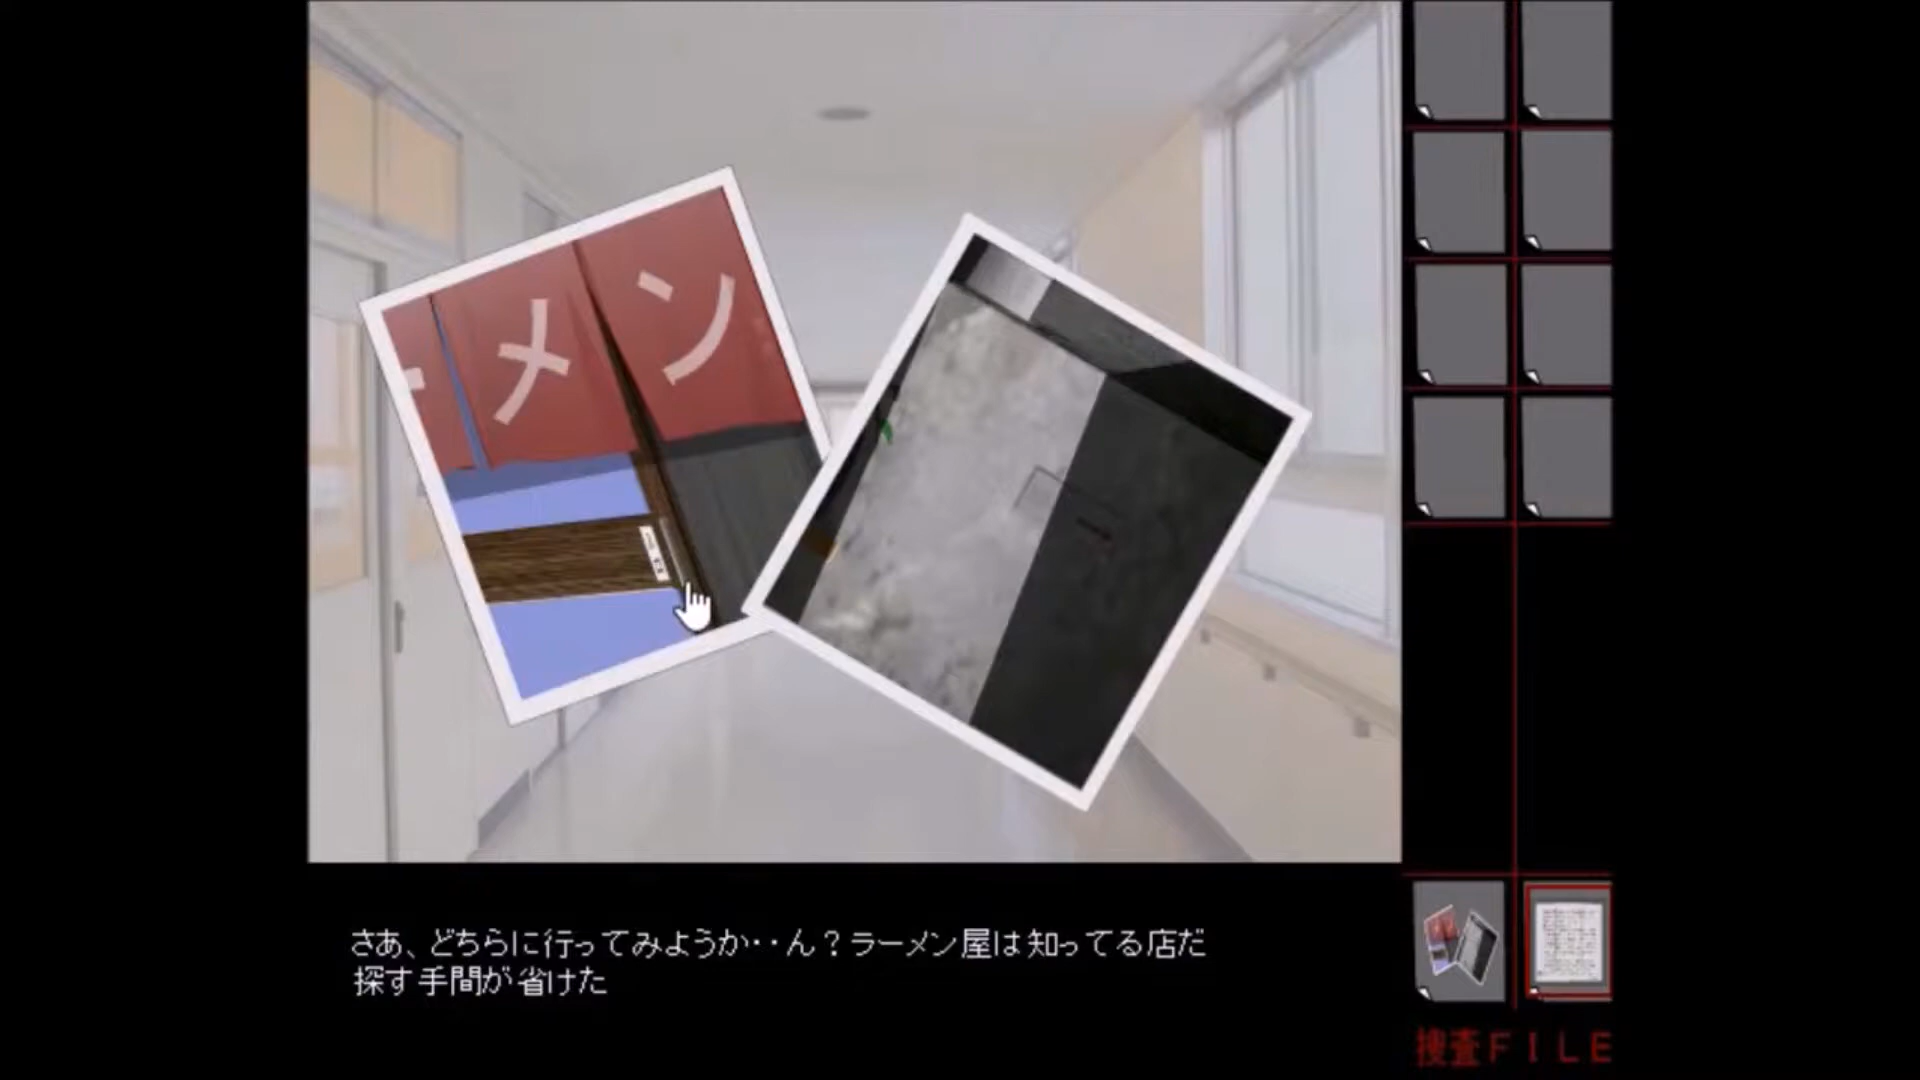 ーメン
さあ、どちらに行ってみようか‥ん？ラーメン屋は知ってる店だ
探す手間が省けた
捜査ＦＩＬＥ